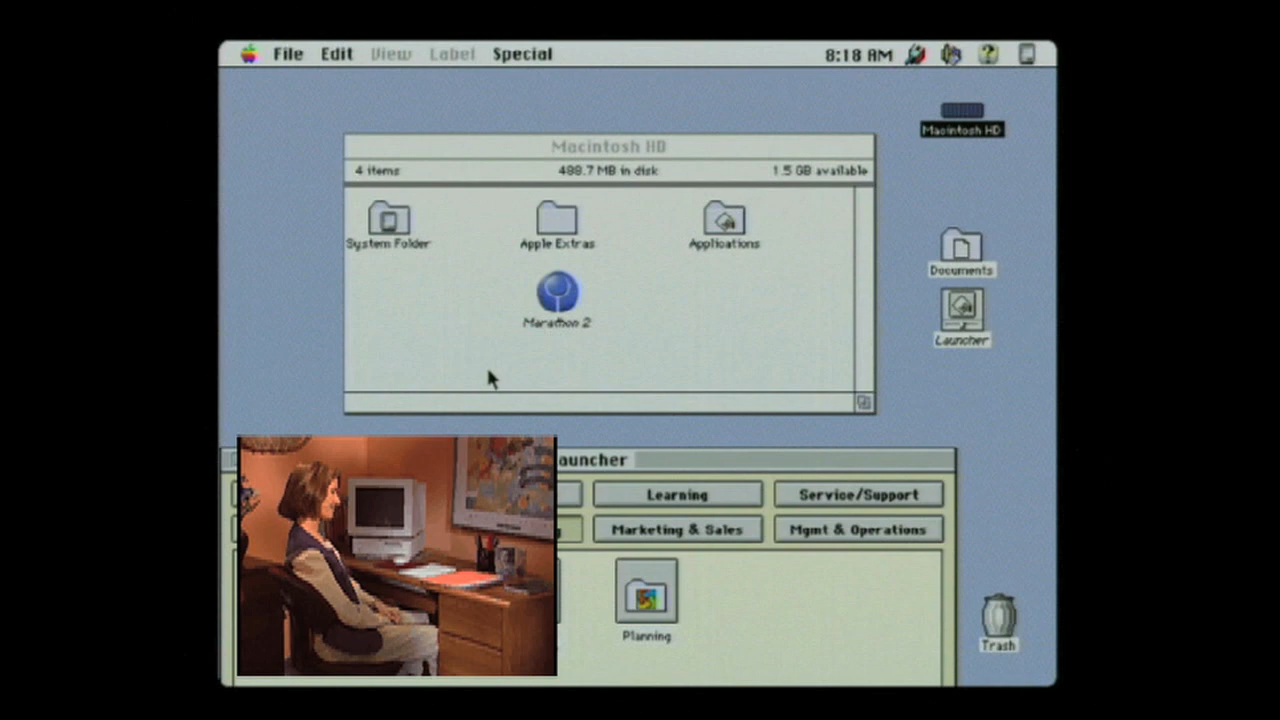 File Edit View Label Special 8:18 AM
Macintosh HD
Macintosh HD
4 items 488.7 MB in disk 1.5 GB available
System Folder Apple Extras Applications
Marathon 2
Documents
Launcher
auncher
Learning Service/Support
Marketing & Sales Mgmt & Operations
Planning
Trash